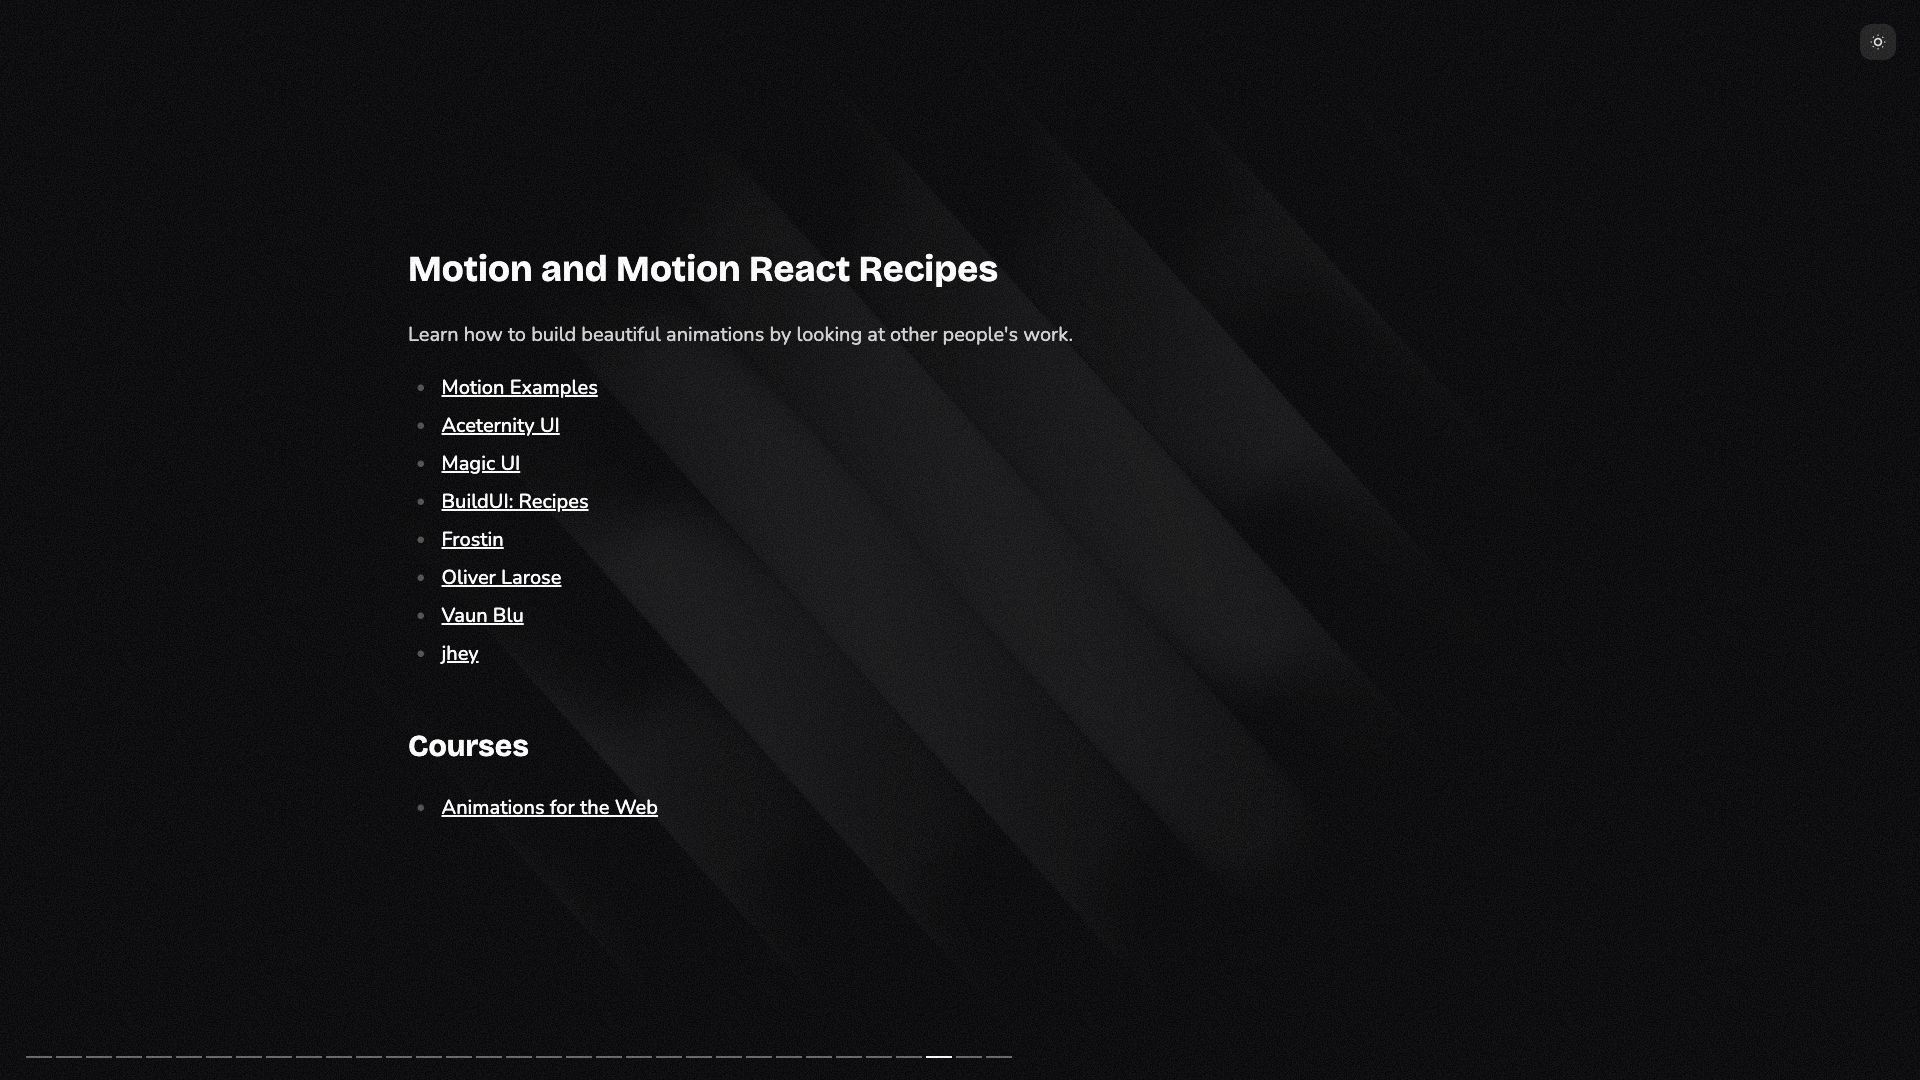 Motion and Motion React Recipes
Learn how to build beautiful animations by looking at other people's work.
Motion Examples
Aceternity UI
Magic UI
BuildUI: Recipes
Frostin
Oliver Larose
Vaun Blu
jhey
Courses
Animations for the Web